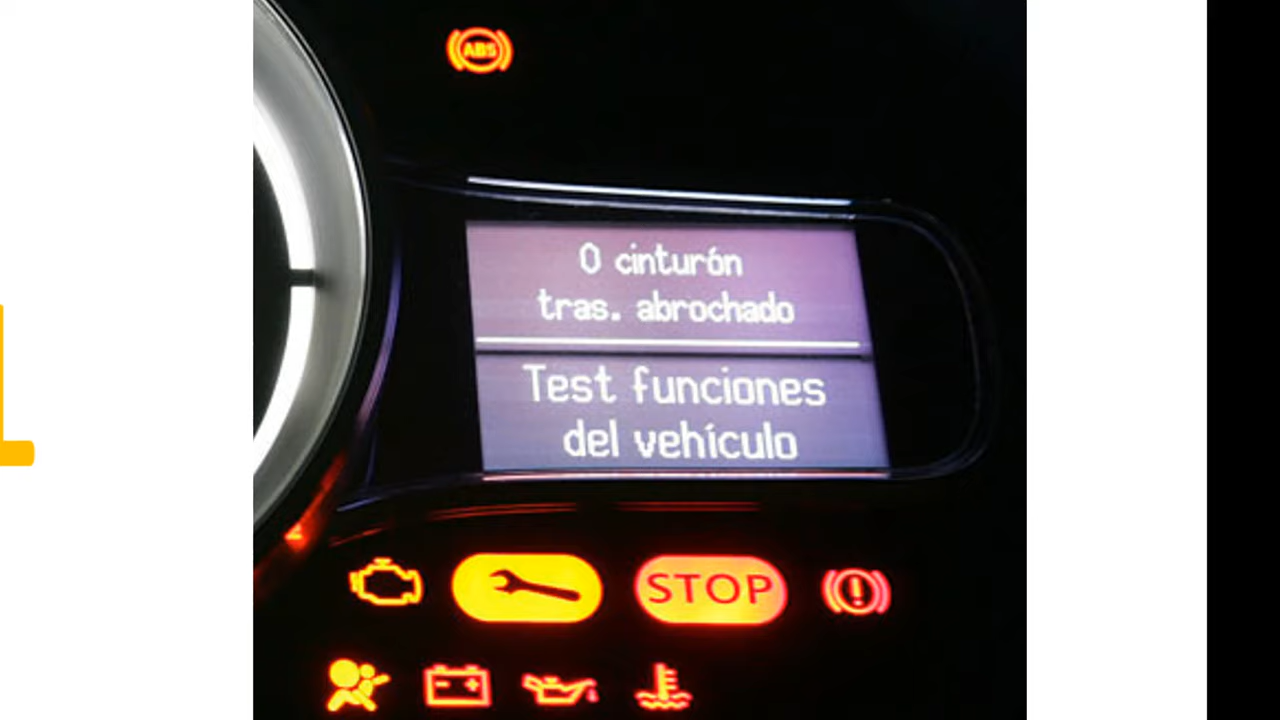 ABS
0 cinturón
tras. abrochado
Test funciones
del vehículo
STOP